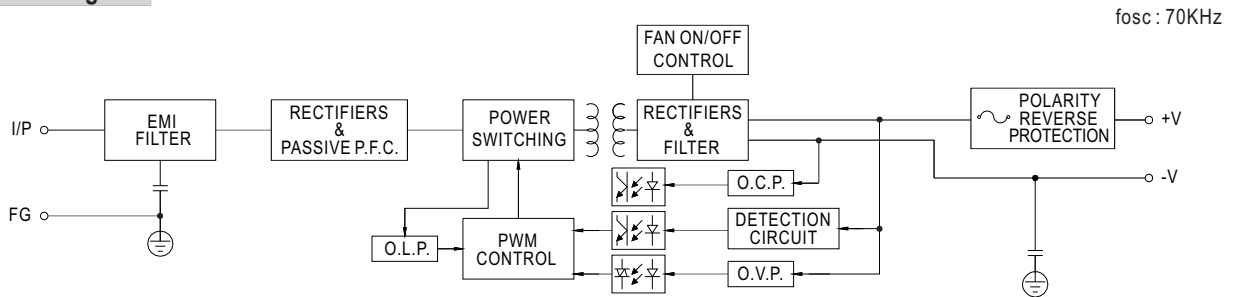 fosc : 70KHz
FAN ON/OFF
CONTROL
I/P
EMI
FILTER
RECTIFIERS
&
PASSIVE P.F.C.
POWER
SWITCHING
RECTIFIERS
&
FILTER
POLARITY
REVERSE
PROTECTION
+V
-V
O.C.P.
FG
DETECTION
CIRCUIT
O.L.P.
PWM
CONTROL
O.V.P.